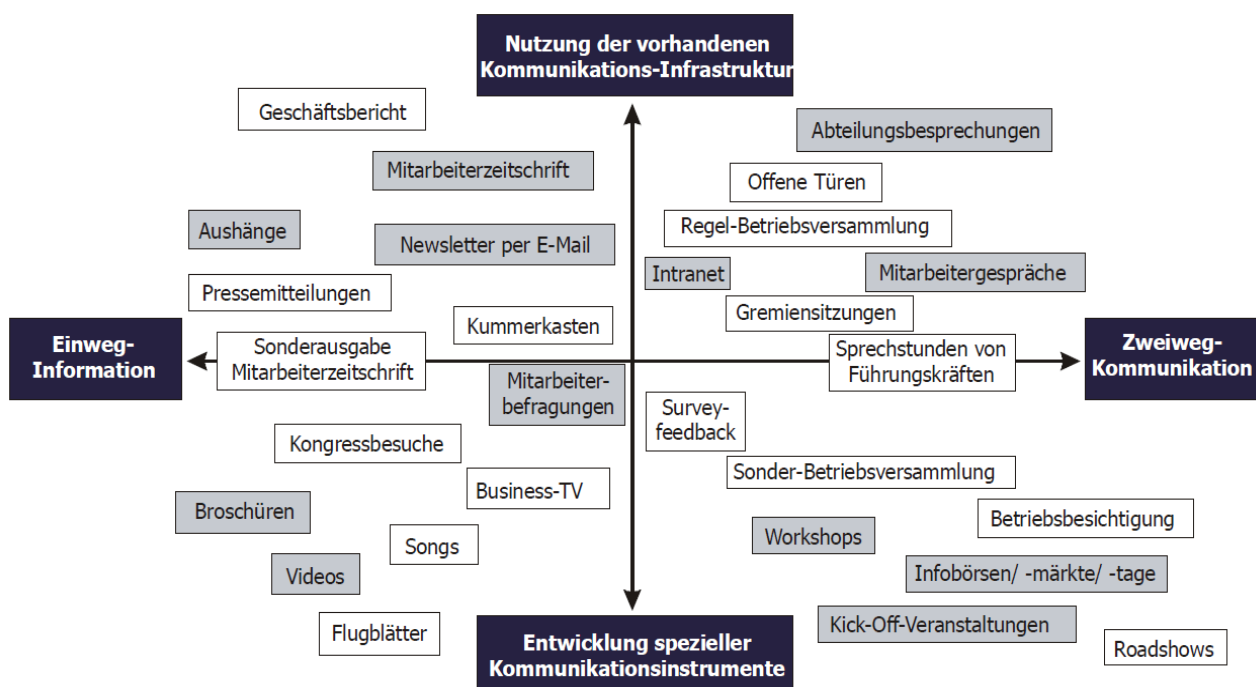 Nutzung der vorhandenen
Kommunikations-Infrastruktur
Geschäftsbericht
Abteilungsbesprechungen
Mitarbeiterzeitschrift
Offene Türen
Aushänge
Newsletter per E-Mail
Regel-Betriebsversammlung
Intranet
Mitarbeitergespräche
Pressemitteilungen
Kummerkasten
Gremiensitzungen
Einweg-
Information
Sonderausgabe
Mitarbeiterzeitschrift
Sprechstunden von
Führungskräften
Zweiweg-
Kommunikation
Mitarbeiter-
befragungen
Survey-
feedback
Kongressbesuche
Sonder-Betriebsversammlung
Business-TV
Broschüren
Betriebsbesichtigung
Songs
Workshops
Videos
Infobörsen/ -märkte/ -tage
Flugblätter
Kick-Off-Veranstaltungen
Roadshows
Entwicklung spezieller
Kommunikationsinstrumente